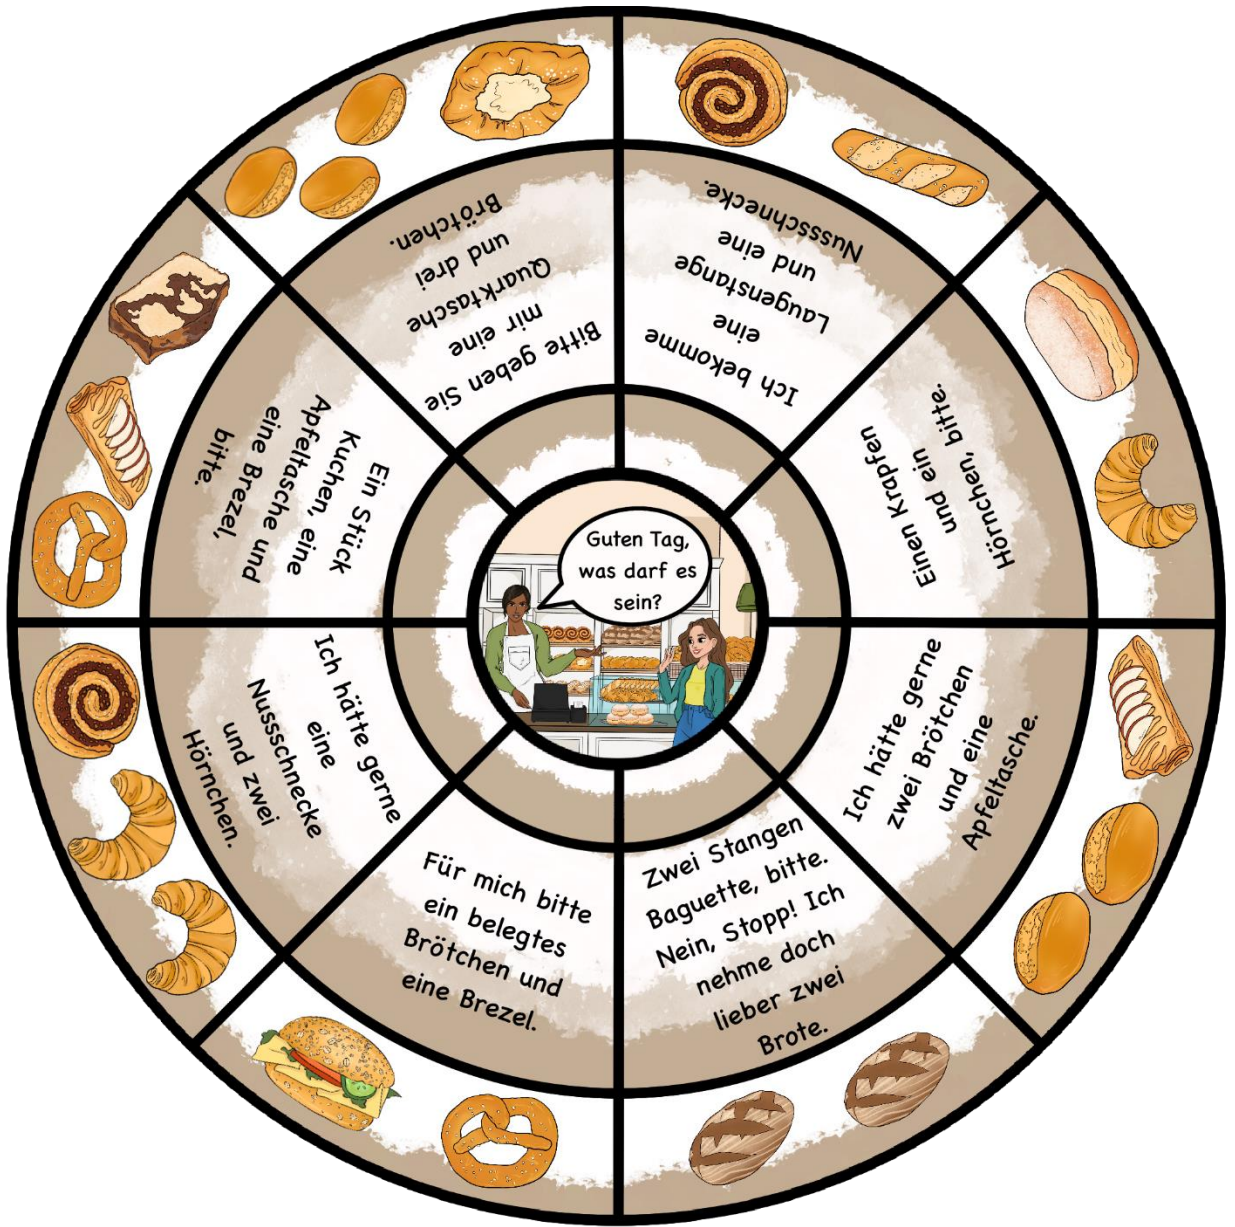 Guten Tag,
was darf es
sein?
Ich bekomme
eine
Laugenstange
und eine
Nussschnecke.
Einen Krapfen
und ein
Hörnchen, bitte.
Ich hätte gerne
zwei Brötchen
und eine
Apfeltasche.
Zwei Stangen
Baguette, bitte.
Nein, Stopp! Ich
nehme doch
lieber zwei
Brote.
Für mich bitte
ein belegtes
Brötchen und
eine Brezel.
Ich hätte gerne
eine
Nussschnecke
und zwei
Hörnchen.
Ein Stück
Kuchen, eine
Apfeltasche und
eine Brezel,
bitte.
Bitte geben Sie
mir eine
Quarktasche
und drei
Brötchen.